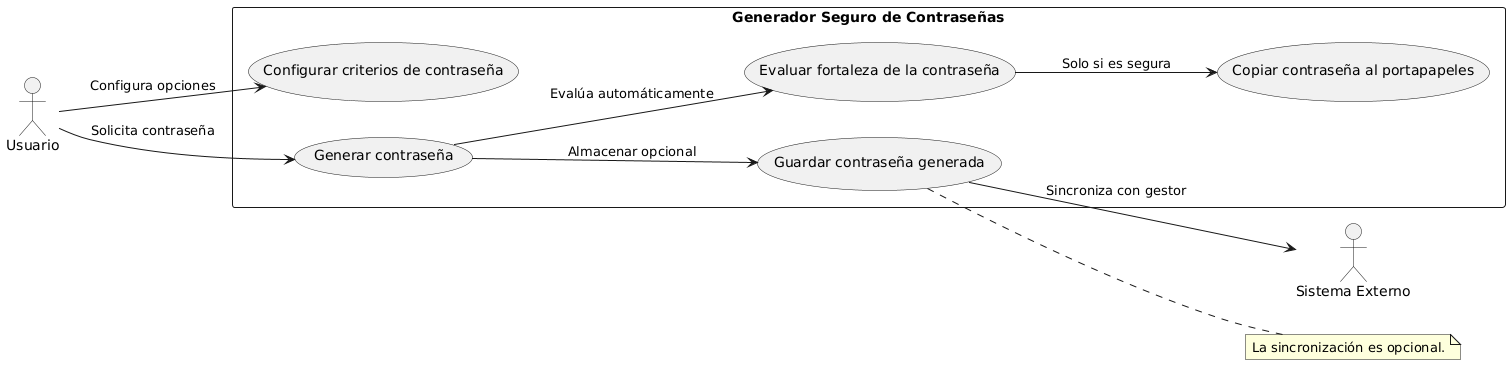 Generador Seguro de Contraseñas
Configurar criterios de contraseña
Evaluar fortaleza de la contraseña
Solo si es segura
Copiar contraseña al portapapeles
Configura opciones
Evalúa automáticamente
Usuario
Solicita contraseña
Generar contraseña
Almacenar opcional
Guardar contraseña generada
Sincroniza con gestor
Sistema Externo
La sincronización es opcional.